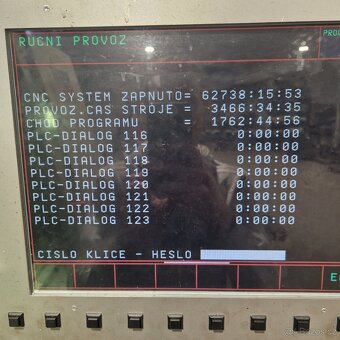 RUCNI PROVOZ
CNC SYSTEM ZAPNUTO= 62738:15:53
PROVOZ.CAS STROJE = 3466:34:35
CHOD PROGRAMU = 1762:44:56
PLC-DIALOG 116 0:00:00
PLC-DIALOG 117 0:00:00
PLC-DIALOG 118 0:00:00
PLC-DIALOG 119 0:00:00
PLC-DIALOG 120 0:00:00
PLC-DIALOG 121 0:00:00
PLC-DIALOG 122 0:00:00
PLC-DIALOG 123 0:00:00
CISLO KLICE - HESLO